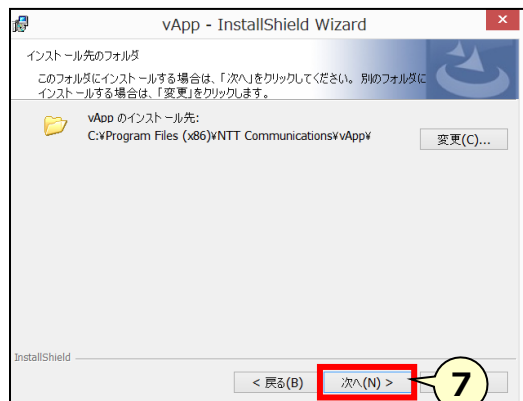 vApp - InstallShield Wizard
インストール先のフォルダ
このフォルダにインストールする場合は、「次へ」をクリックしてください。別のフォルダに
インストールする場合は、「変更」をクリックします。
vApp のインストール先:
C:¥Program Files (x86)¥NTT Communications¥vApp¥
変更(C)...
InstallShield
< 戻る(B)
次へ(N) >
7